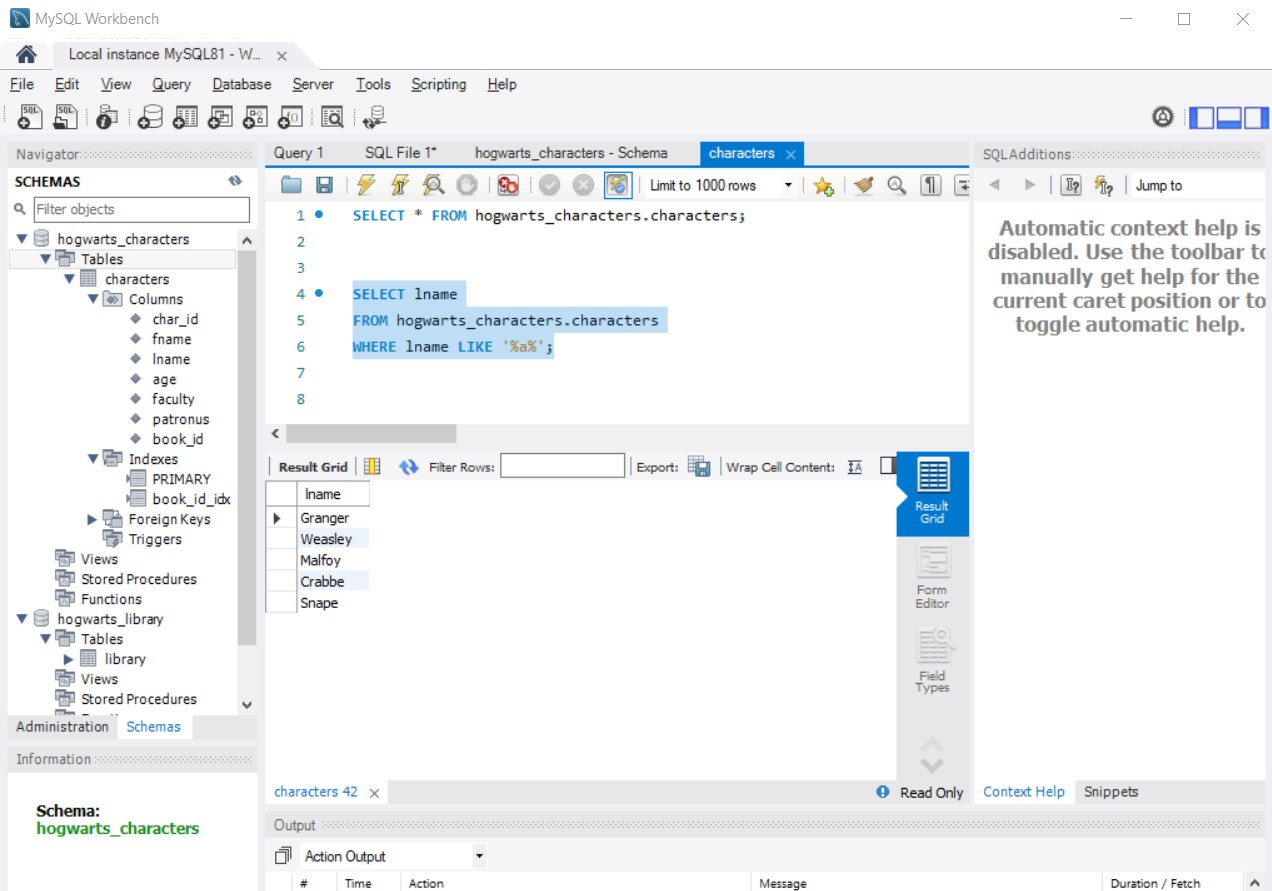 MySQL Workbench
Local instance MySQL81 - W...
File Edit View Query Database Server Tools Scripting Help
Navigator
SCHEMAS
Filter objects
hogwarts_characters
Tables
characters
Columns
char_id
fname
lname
age
faculty
patronus
book_id
Indexes
PRIMARY
book_id_idx
Foreign Keys
Triggers
Views
Stored Procedures
Functions
hogwarts_library
Tables
library
Views
Stored Procedures
Administration Schemas
Information
Schema:
hogwarts_characters
Query 1 SQL File 1* hogwarts_characters - Schema characters
Limit to 1000 rows
1 SELECT * FROM hogwarts_characters.characters;
2
3
4 SELECT lname
5 FROM hogwarts_characters.characters
6 WHERE lname LIKE '%a%';
7
8
Result Grid Filter Rows: Export: Wrap Cell Content:
lname
Granger
Weasley
Malfoy
Crabbe
Snape
Result
Grid
Form
Editor
Field
Types
characters 42 Read Only
Output
Action Output
# Time Action Message Duration / Fetch
SQLAdditions
Jump to
Automatic context help is
disabled. Use the toolbar to
manually get help for the
current caret position or to
toggle automatic help.
Context Help Snippets